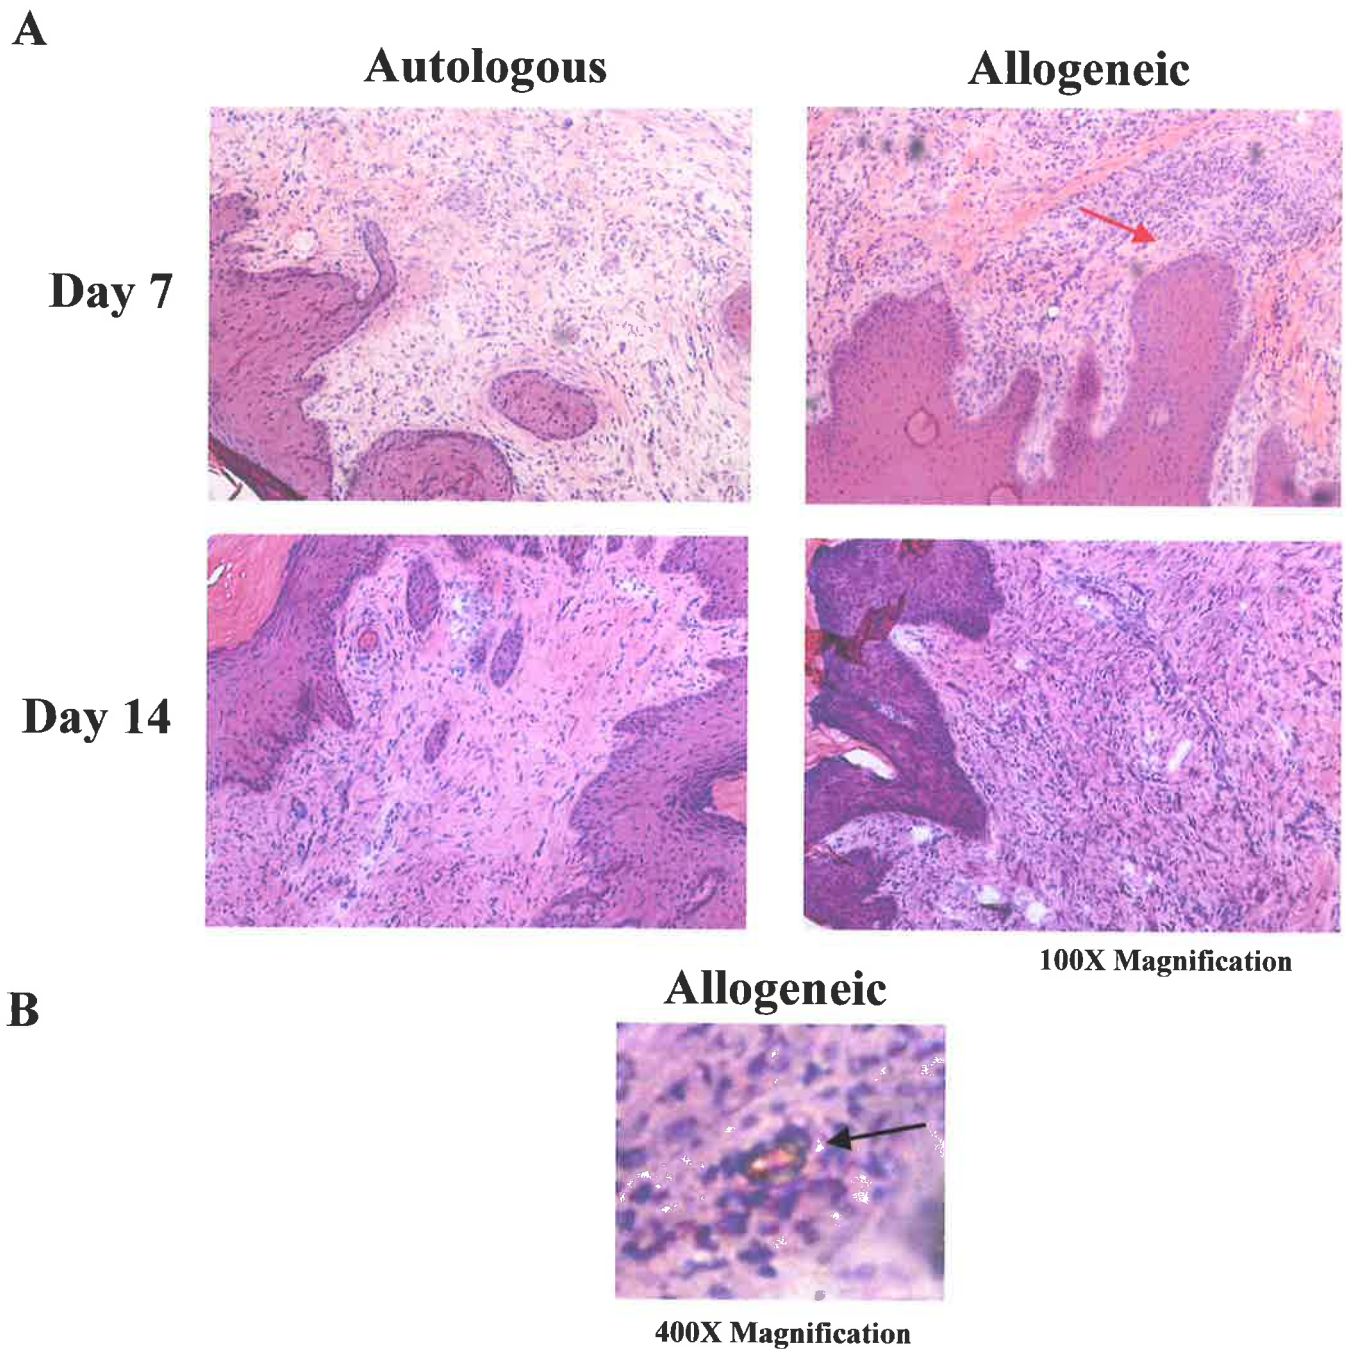 A
Autologous
Allogeneic
Day 7
Day 14
100X Magnification
B
Allogeneic
400X Magnification